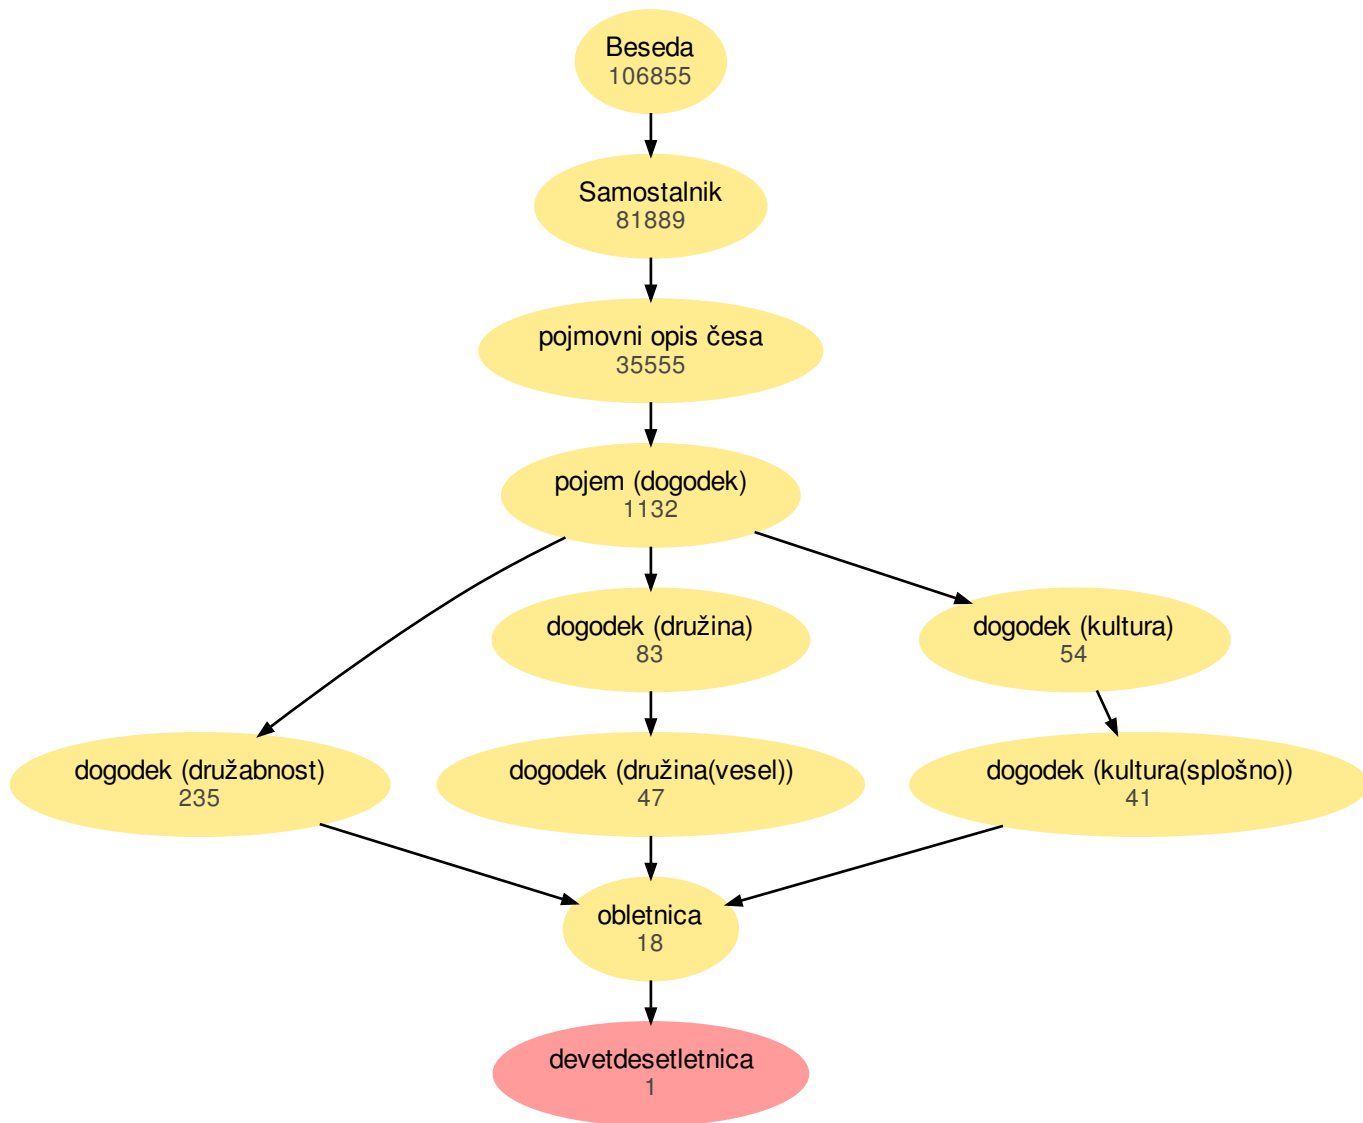 Beseda
106855
Samostalnik
81889
pojmovni opis česa
35555
pojem (dogodek)
1132
dogodek (družina)
83
dogodek (kultura)
54
dogodek (družabnost)
235
dogodek (družina(vesel))
47
dogodek (kultura(splošno))
41
obletnica
18
devetdesetletnica
1